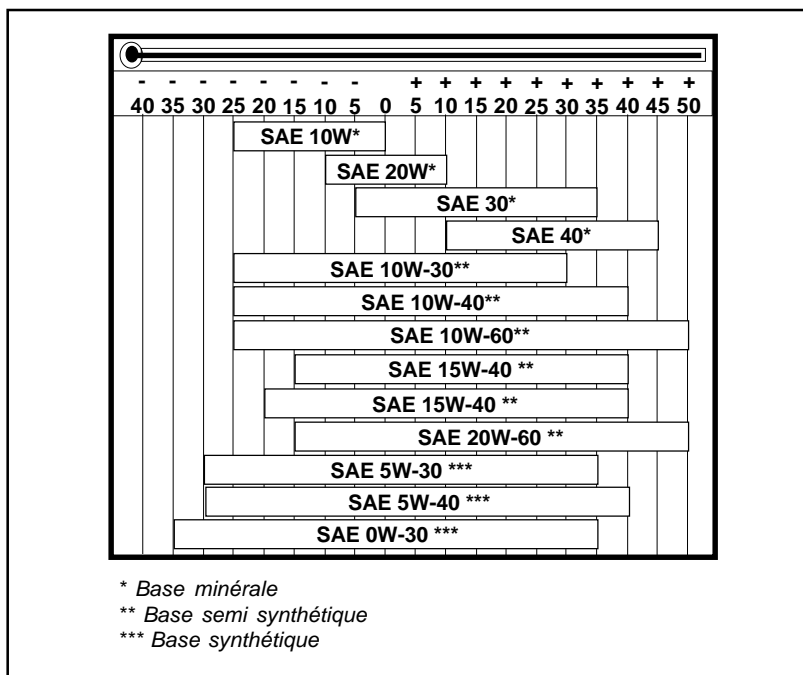 - - - - - - - - + + + + + + + + + +
40 35 30 25 20 15 10 5 0 5 10 15 20 25 30 35 40 45 50
SAE 10W*
SAE 20W*
SAE 30*
SAE 40*
SAE 10W-30**
SAE 10W-40**
SAE 10W-60**
SAE 15W-40 **
SAE 15W-40 **
SAE 20W-60 **
SAE 5W-30 ***
SAE 5W-40 ***
SAE 0W-30 ***
* Base minérale
** Base semi synthétique
*** Base synthétique